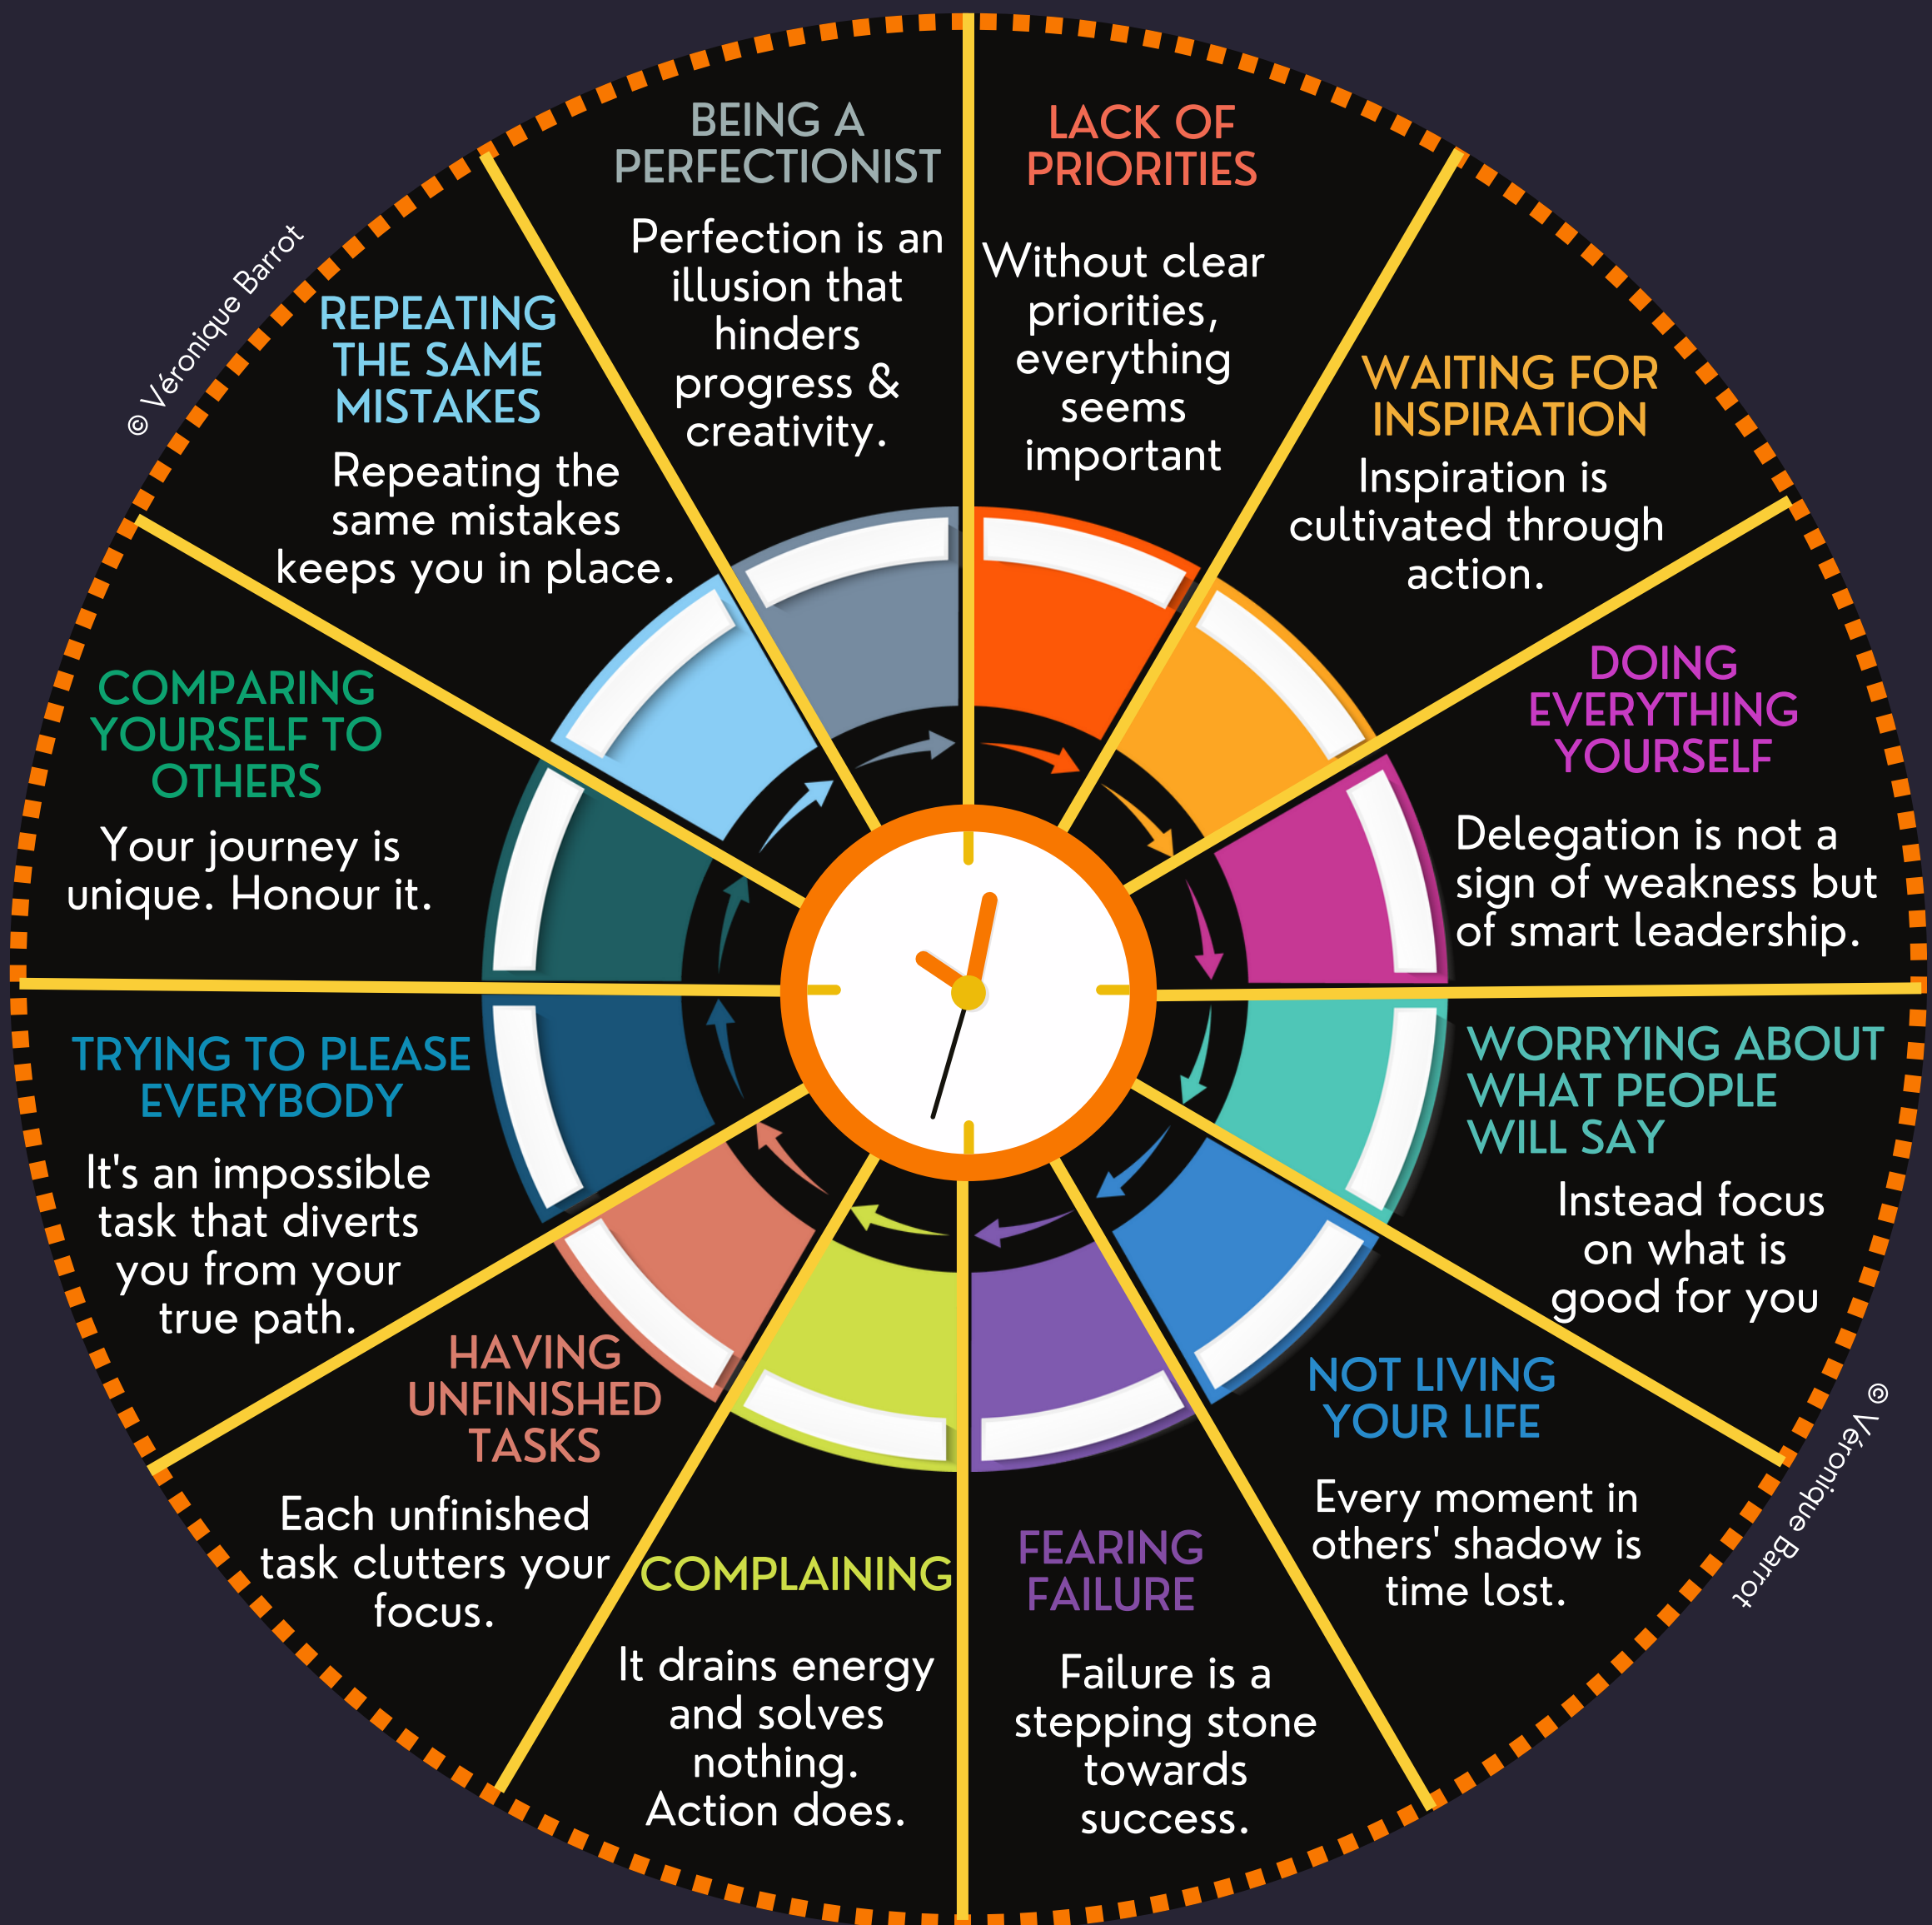 BEING A
PERFECTIONIST
Perfection is an
illusion that
hinders
progress &
creativity.
LACK OF
PRIORITIES
Without clear
priorities,
everything
seems
important
WAITING FOR
INSPIRATION
Inspiration is
cultivated through
action.
DOING
EVERYTHING
YOURSELF
Delegation is not a
sign of weakness but
of smart leadership.
WORRYING ABOUT
WHAT PEOPLE
WILL SAY
Instead focus
on what is
good for you
NOT LIVING
YOUR LIFE
Every moment in
others' shadow is
time lost.
FEARING
FAILURE
Failure is a
stepping stone
towards
success.
COMPLAINING
It drains energy
and solves
nothing.
Action does.
HAVING
UNFINISHED
TASKS
Each unfinished
task clutters your
focus.
TRYING TO PLEASE
EVERYBODY
It's an impossible
task that diverts
you from your
true path.
COMPARING
YOURSELF TO
OTHERS
Your journey is
unique. Honour it.
REPEATING
THE SAME
MISTAKES
Repeating the
same mistakes
keeps you in place.
© Véronique Barrot
© Véronique Barrot